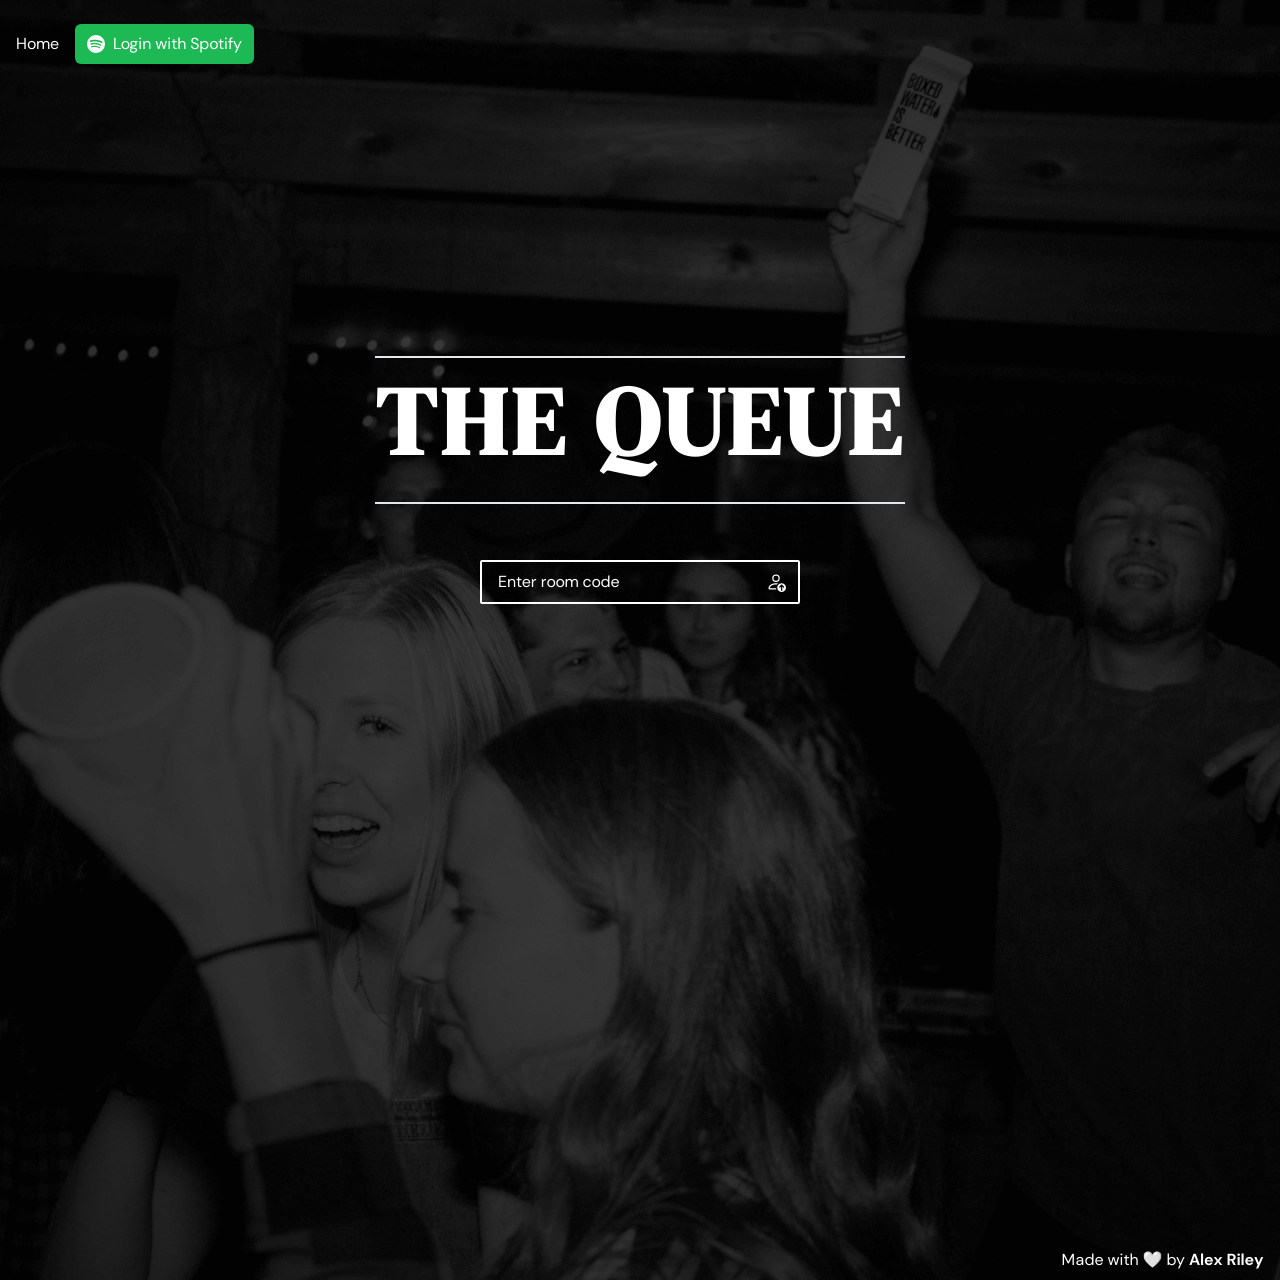 Home
Login with Spotify
BOXED
WATER
IS
BETTER
THE QUEUE
Enter room code
Made with 🤍 by Alex Riley